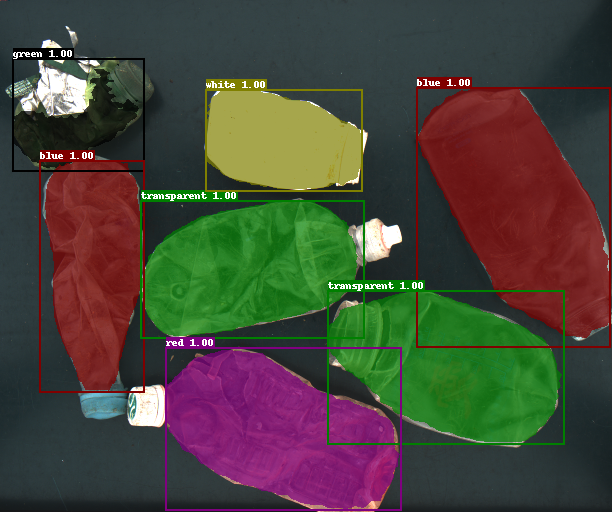 green 1.00
white 1.00
blue 1.00
blue 1.00
transparent 1.00
transparent 1.00
red 1.00